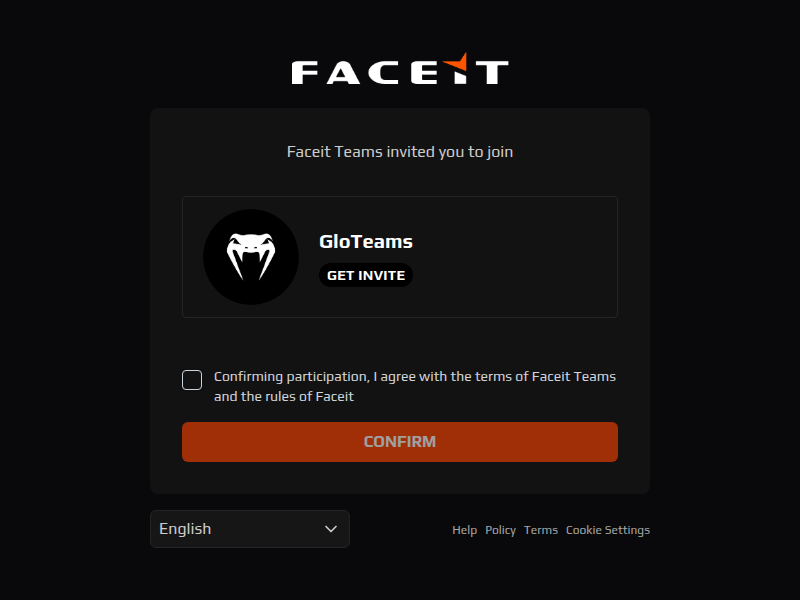 FACEIT
Faceit Teams invited you to join
GloTeams
GET INVITE
Confirming participation, I agree with the terms of Faceit Teams
and the rules of Faceit
CONFIRM
English
Help Policy Terms Cookie Settings